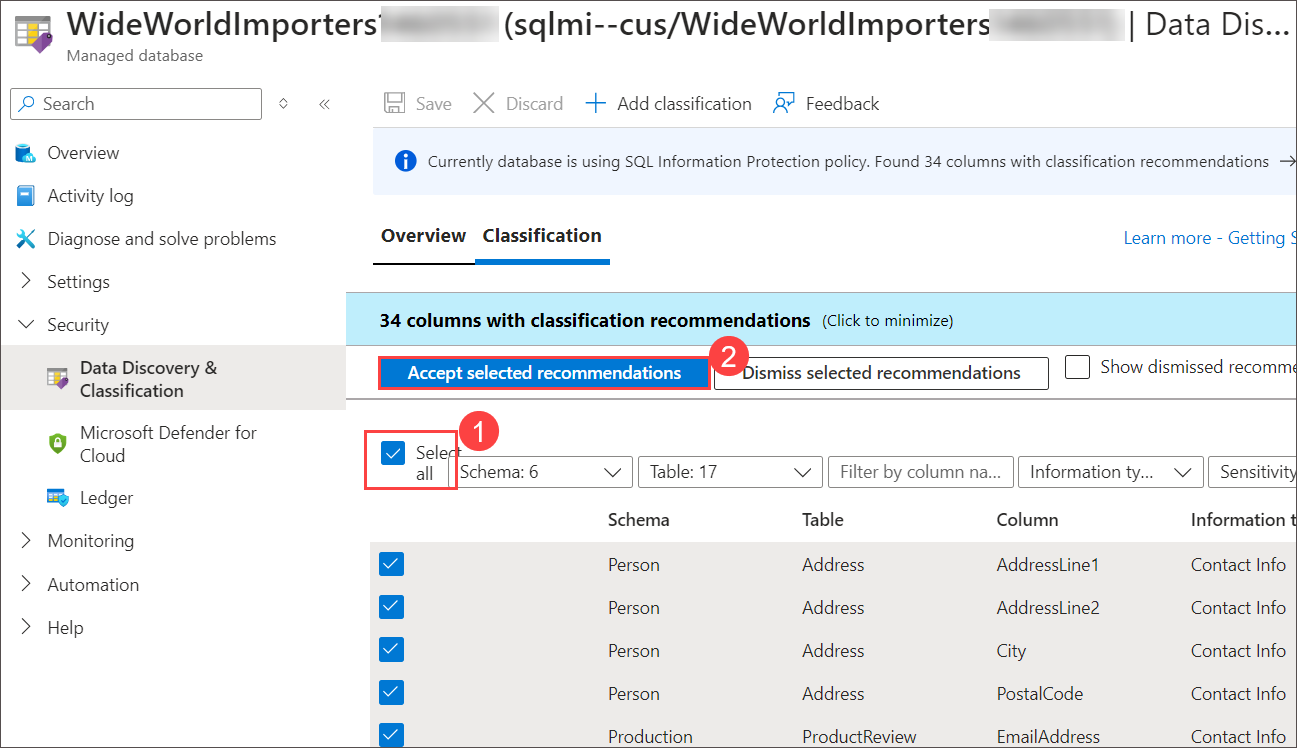 WideWorldImporters (sqlmi--cus/WideWorldImporters | Data Dis...
Managed database
Search
Save Discard Add classification Feedback
Overview
Activity log
Diagnose and solve problems
Settings
Security
Data Discovery &
Classification
Microsoft Defender for
Cloud
Ledger
Monitoring
Automation
Help
Currently database is using SQL Information Protection policy. Found 34 columns with classification recommendations →
Overview Classification
Learn more - Getting S
34 columns with classification recommendations (Click to minimize)
Accept selected recommendations 2 Dismiss selected recommendations Show dismissed recomme
1
Select
all
Schema: 6 Table: 17 Filter by column na... Information ty... Sensitivity
Schema Table Column Information t
Person Address AddressLine1 Contact Info
Person Address AddressLine2 Contact Info
Person Address City Contact Info
Person Address PostalCode Contact Info
Production ProductReview EmailAddress Contact Info